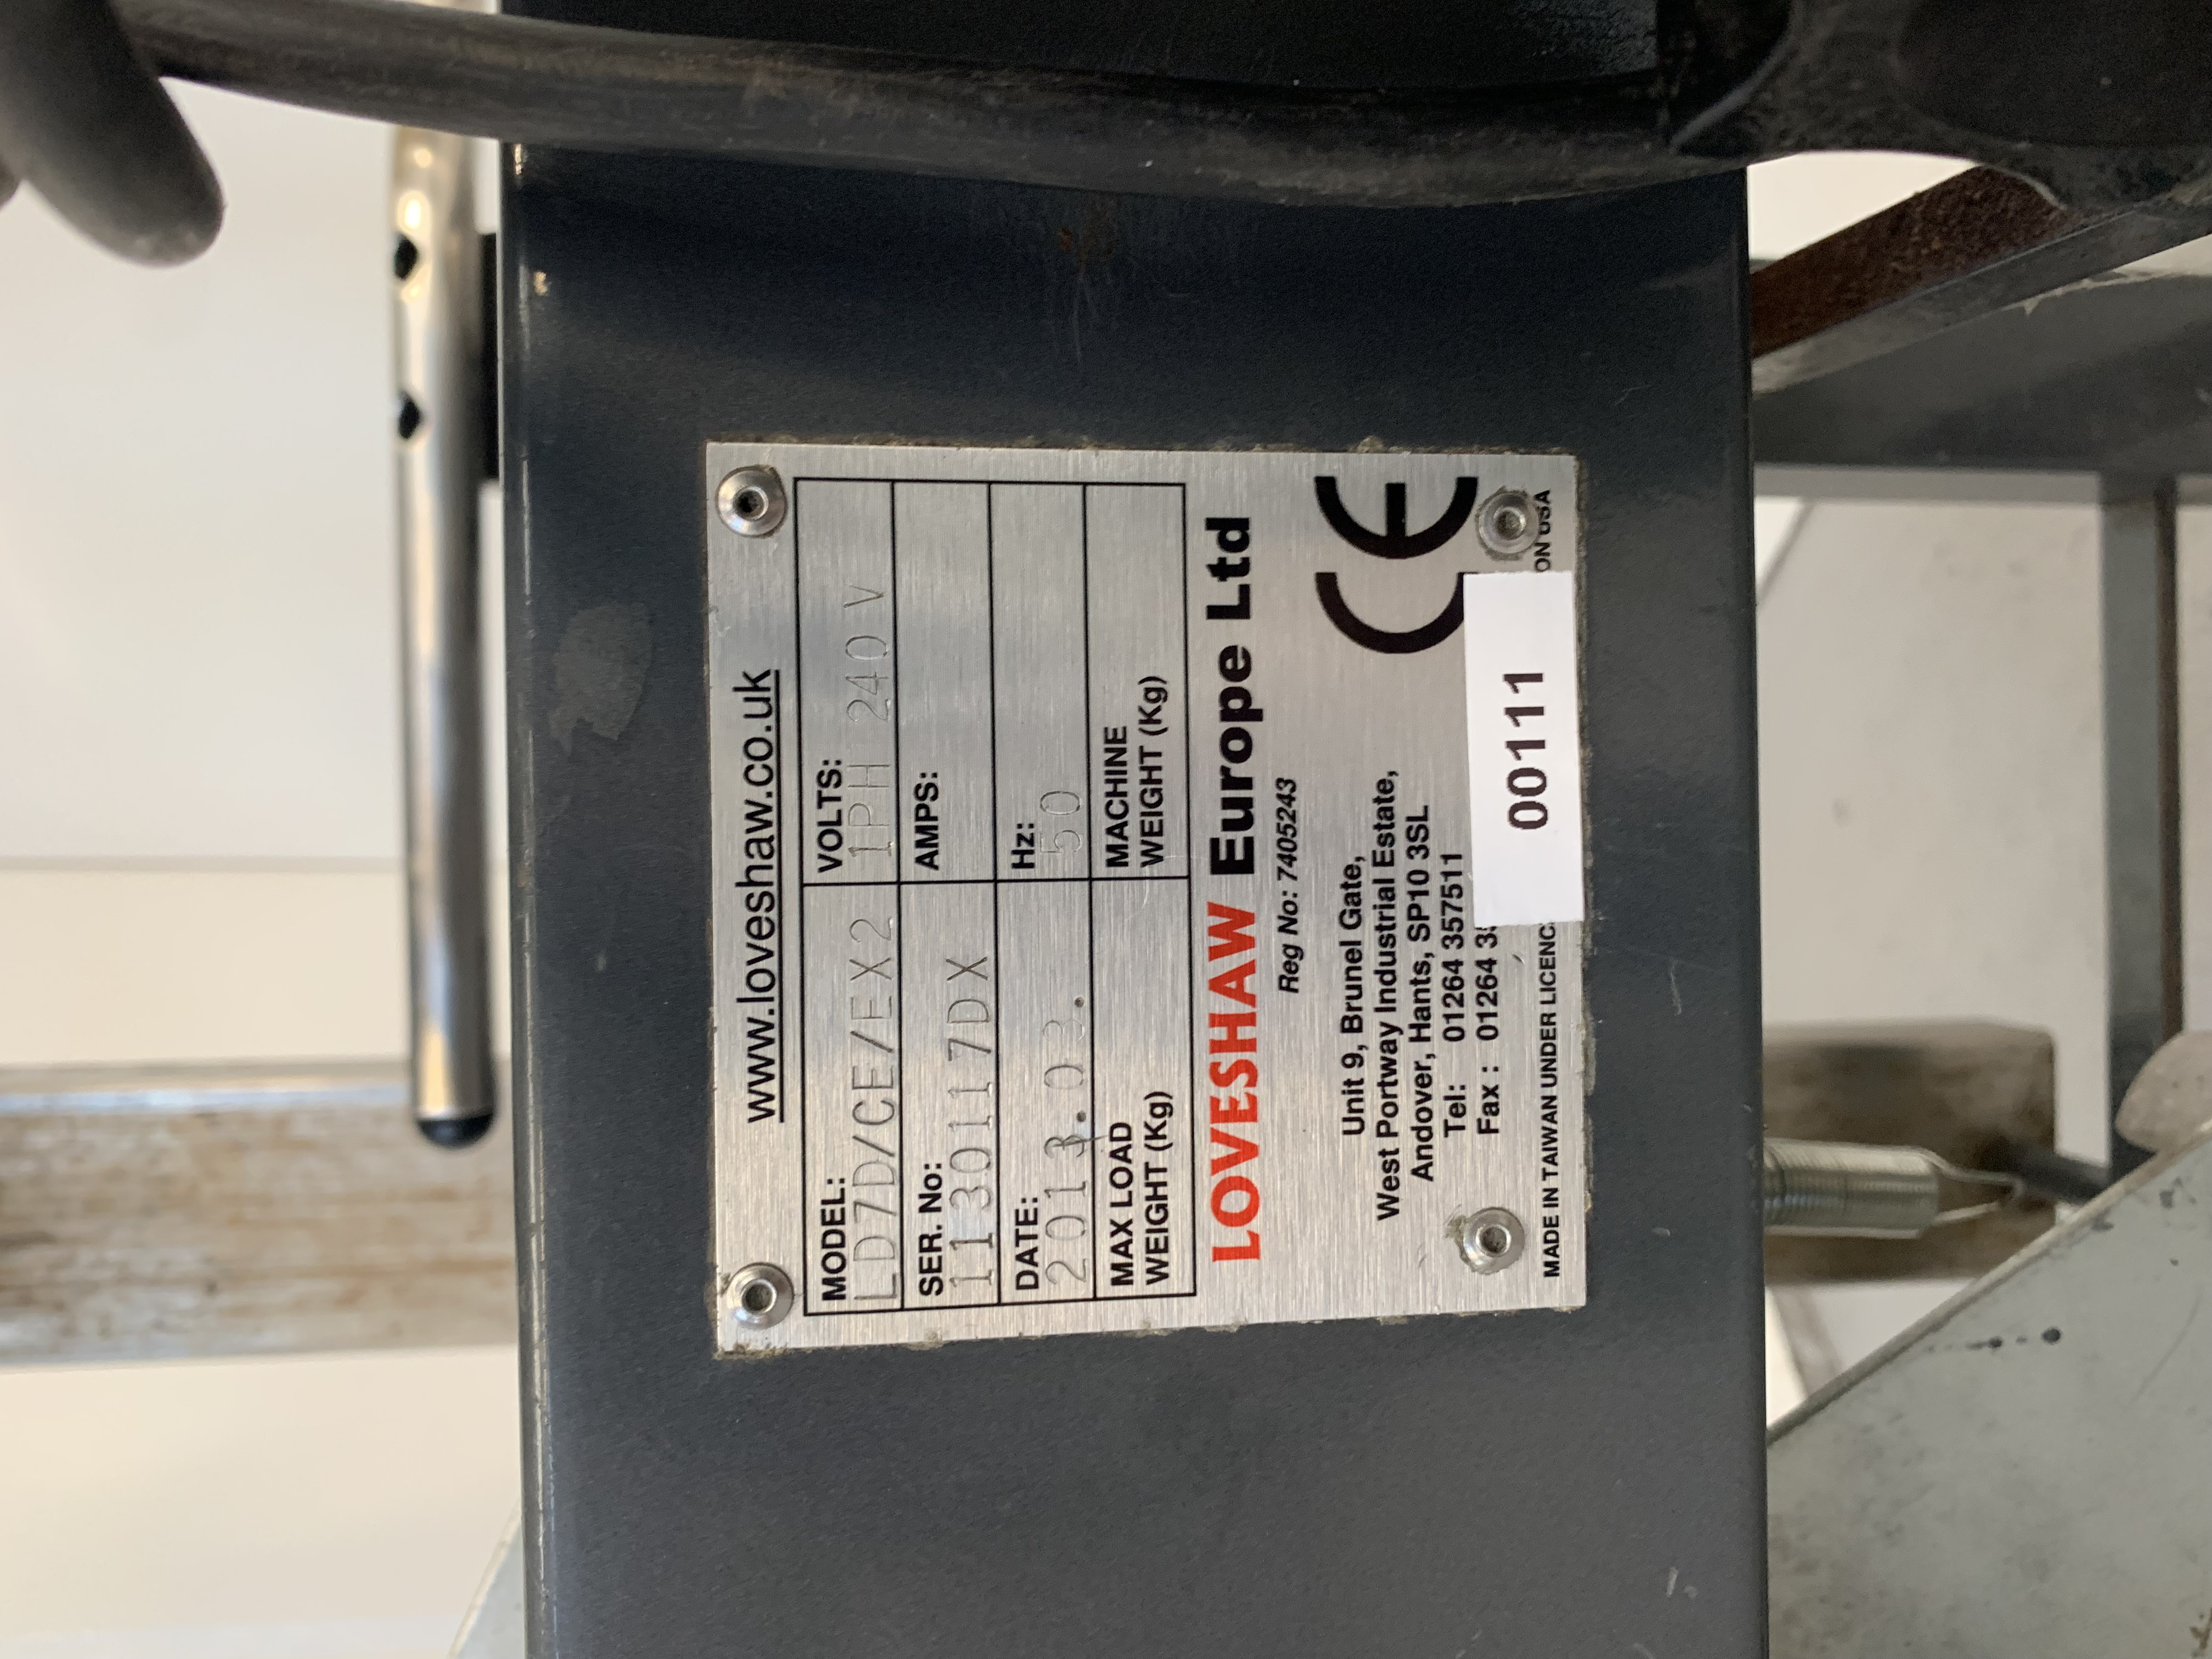 www.loveshaw.co.uk
MODEL:
LD7D/CE/EX2
VOLTS:
1PH 240 V
SER. No:
1130117DX
AMPS:
DATE:
2013.03.
Hz:
50
MAX LOAD
WEIGHT (Kg)
MACHINE
WEIGHT (Kg)
LOVESHAW Europe Ltd
Reg No: 7405243
Unit 9, Brunel Gate,
West Portway Industrial Estate,
Andover, Hants, SP10 3SL
Tel: 01264 357511
Fax : 01264
CE
00111
MADE IN TAIWAN UNDER USA